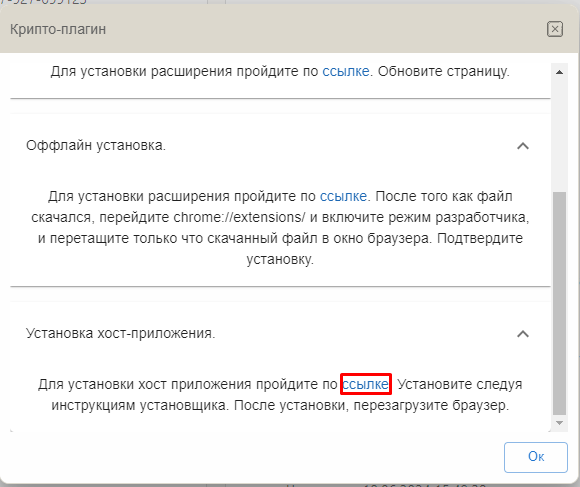 Крипто-плагин
Для установки расширения пройдите по ссылке. Обновите страницу.
Оффлайн установка.
Для установки расширения пройдите по ссылке. После того как файл
скачался, перейдите chrome://extensions/ и включите режим разработчика,
и перетащите только что скачанный файл в окно браузера. Подтвердите
установку.
Установка хост-приложения.
Для установки хост приложения пройдите по ссылке. Установите следуя
инструкциям установщика. После установки, перезагрузите браузер.
Ок